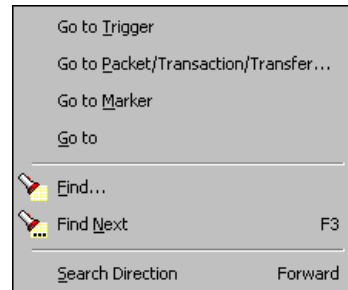 Go to Trigger
Go to Packet/Transaction/Transfer...
Go to Marker
Go to
Find...
Find Next F3
Search Direction Forward